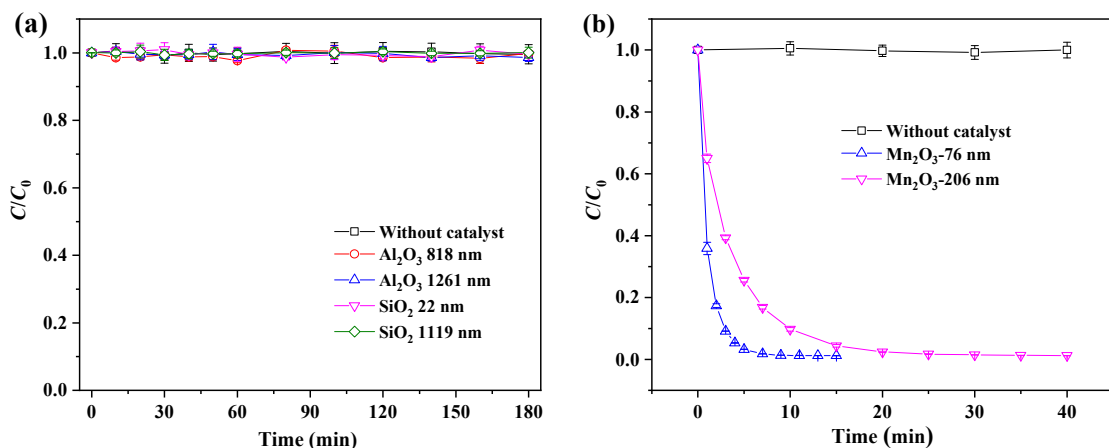 (a)
C/C0
1.0
0.8
0.6
0.4
0.2
0.0
Without catalyst
Al2O3 818 nm
Al2O3 1261 nm
SiO2 22 nm
SiO2 1119 nm
0 30 60 90 120 150 180
Time (min)
(b)
C/C0
1.0
0.8
0.6
0.4
0.2
0.0
Without catalyst
Mn2O3-76 nm
Mn2O3-206 nm
0 10 20 30 40
Time (min)